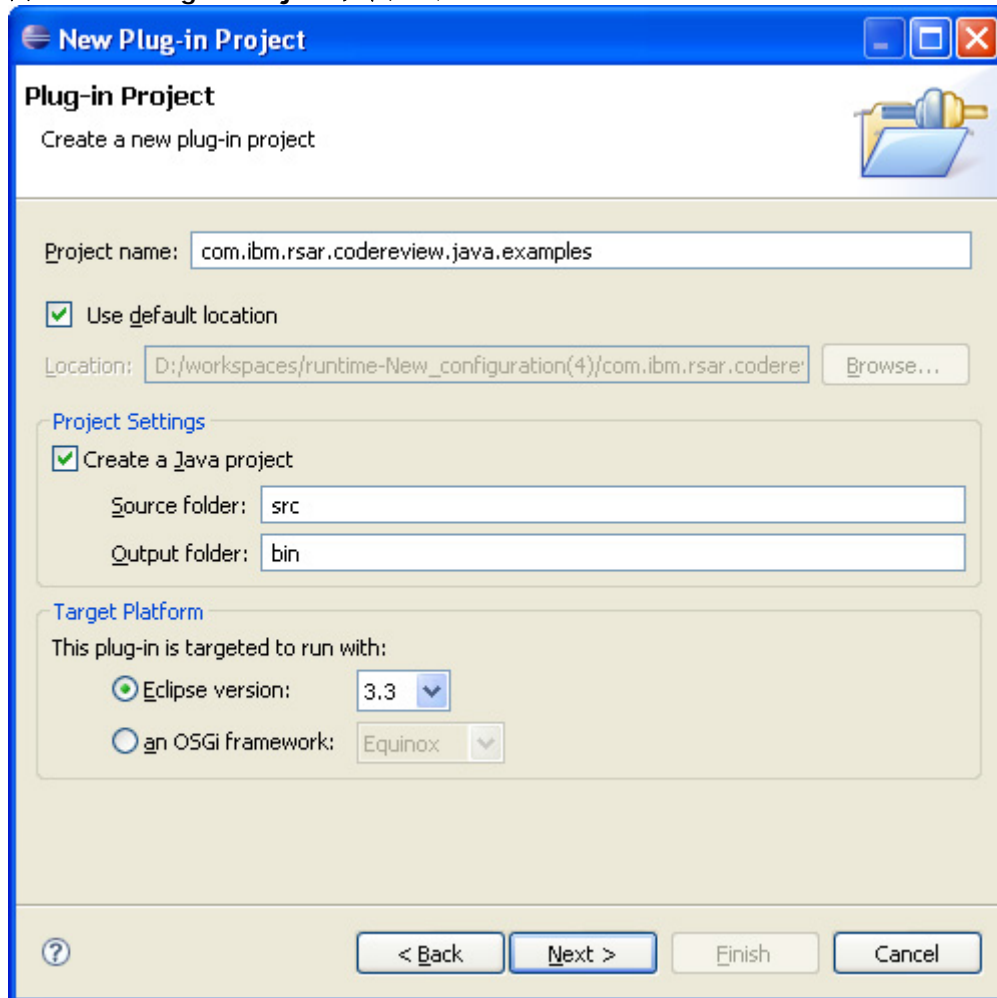 New Plug-in Project
Plug-in Project
Create a new plug-in project
Project name: com.ibm.rsar.codereview.java.examples
Use default location
Location: D:/workspaces/runtime-New_configuration(4)/com.ibm.rsar.codere Browse...
Project Settings
Create a Java project
Source folder: src
Output folder: bin
Target Platform
This plug-in is targeted to run with:
Eclipse version: 3.3
an OSGi framework: Equinox
? < Back Next > Finish Cancel